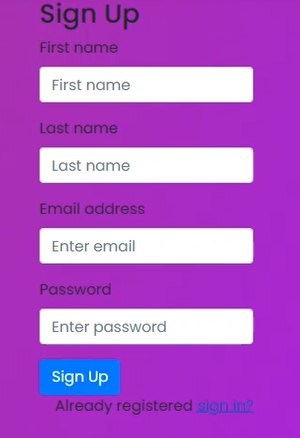 Sign Up
First name
First name
Last name
Last name
Email address
Enter email
Password
Enter password
Sign Up
Already registered sign in?